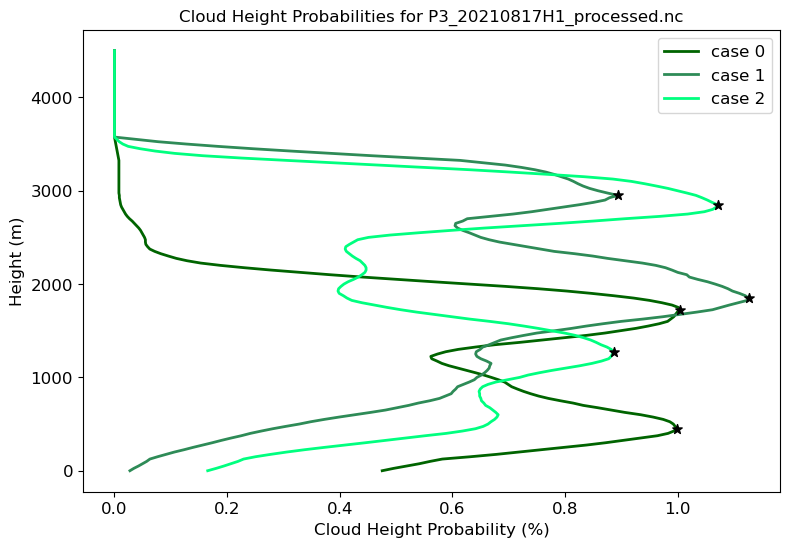 Cloud Height Probabilities for P3_20210817H1_processed.nc
case 0
case 1
case 2
4000
3000
2000
1000
0
Height (m)
0.0 0.2 0.4 0.6 0.8 1.0
Cloud Height Probability (%)